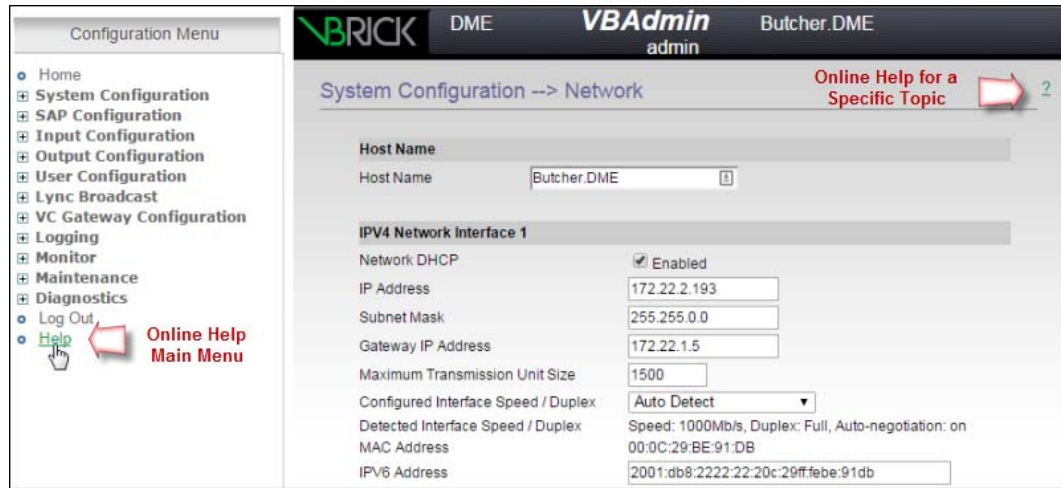 Configuration Menu
Home
System Configuration
SAP Configuration
Input Configuration
Output Configuration
User Configuration
Lync Broadcast
VC Gateway Configuration
Logging
Monitor
Maintenance
Diagnostics
Log Out
Help
Online Help
Main Menu
VBRICK DME VBAdmin Butcher.DME
admin
System Configuration --> Network
Online Help for a
Specific Topic
?
Host Name
Host Name Butcher.DME
IPV4 Network Interface 1
Network DHCP Enabled
IP Address 172.22.2.193
Subnet Mask 255.255.0.0
Gateway IP Address 172.22.1.5
Maximum Transmission Unit Size 1500
Configured Interface Speed / Duplex Auto Detect
Detected Interface Speed / Duplex Speed: 1000Mb/s, Duplex: Full, Auto-negotiation: on
MAC Address 00:0C:29:BE:91:DB
IPV6 Address 2001:db8:2222:22:20c:29ff:febe:91db